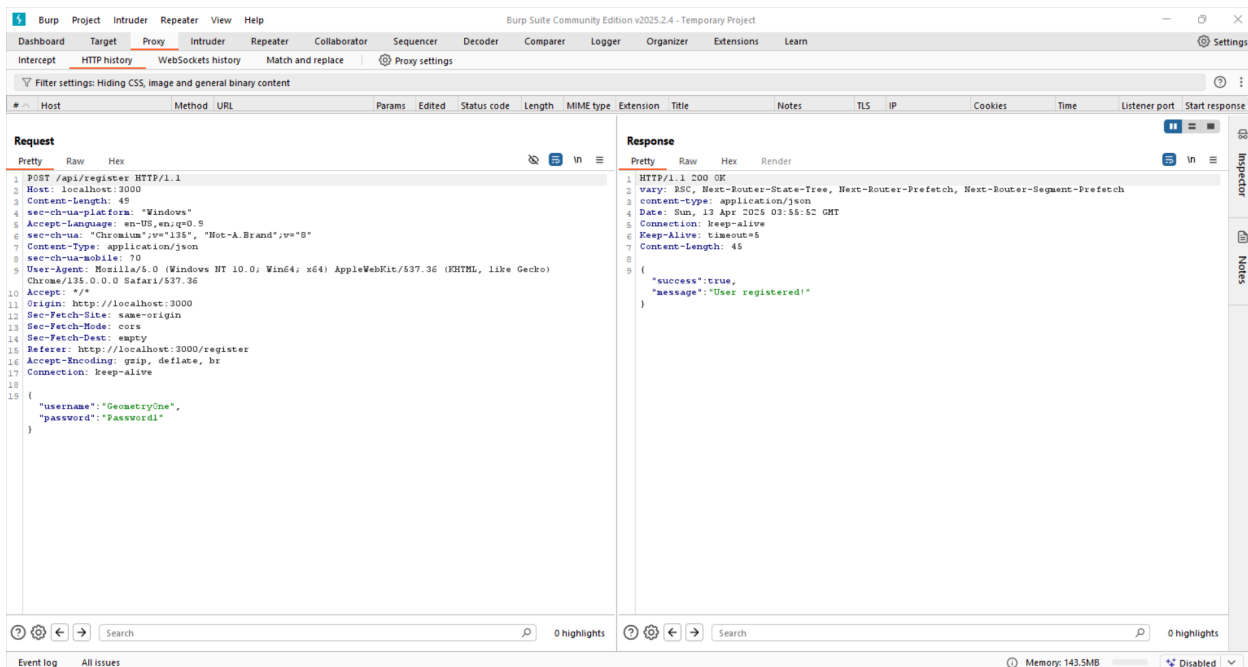 Burp Project Intruder Repeater View Help Burp Suite Community Edition v2025.2.4 - Temporary Project
Dashboard Target Proxy Intruder Repeater Collaborator Sequencer Decoder Comparer Logger Organizer Extensions Learn Settings
Intercept HTTP history WebSockets history Match and replace Proxy settings
Filter settings: Hiding CSS, image and general binary content
# Host Method URL Params Edited Status code Length MIME type Extension Title Notes TLS IP Cookies Time Listener port Start response
Request
Pretty Raw Hex \n
1 POST /api/register HTTP/1.1
2 Host: localhost:3000
3 Content-Length: 49
4 sec-ch-ua-platform: "Windows"
5 Accept-Language: en-US,en;q=0.9
6 sec-ch-ua: "Chromium";v="135", "Not-A.Brand";v="8"
7 Content-Type: application/json
8 sec-ch-ua-mobile: ?0
9 User-Agent: Mozilla/5.0 (Windows NT 10.0; Win64; x64) AppleWebKit/537.36 (KHTML, like Gecko)
Chrome/135.0.0.0 Safari/537.36
10 Accept: */*
11 Origin: http://localhost:3000
12 Sec-Fetch-Site: same-origin
13 Sec-Fetch-Mode: cors
14 Sec-Fetch-Dest: empty
15 Referer: http://localhost:3000/register
16 Accept-Encoding: gzip, deflate, br
17 Connection: keep-alive
18
19 {
"username":"GeometryOne",
"password":"Password1"
}
Search 0 highlights
Response
Pretty Raw Hex Render \n
1 HTTP/1.1 200 OK
2 vary: RSC, Next-Router-State-Tree, Next-Router-Prefetch, Next-Router-Segment-Prefetch
3 content-type: application/json
4 Date: Sun, 13 Apr 2025 03:55:52 GMT
5 Connection: keep-alive
6 Keep-Alive: timeout=5
7 Content-Length: 45
8
9 {
"success":true,
"message":"User registered!"
}
Search 0 highlights
Inspector
Notes
Event log All issues Memory: 143.5MB Disabled